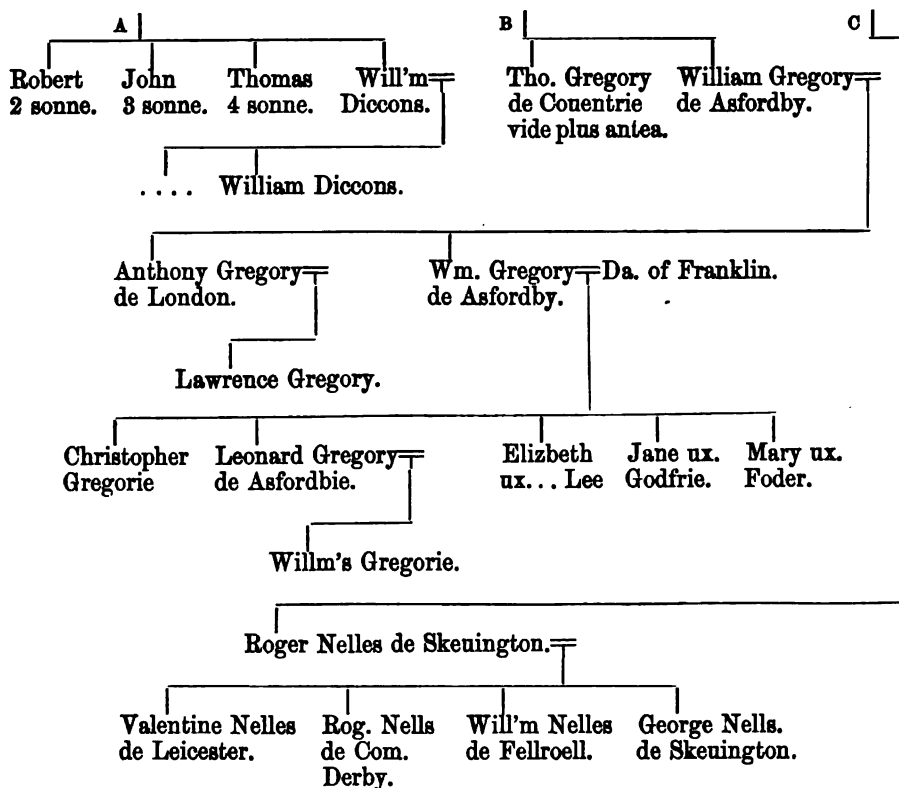 A B C
Robert John Thomas Will'm Tho. Gregory William Gregory
2 sonne. 3 sonne. 4 sonne. Diccons. de Couentrie de Asfordby.
vide plus antea.
. . . . William Diccons.
Anthony Gregory Wm. Gregory Da. of Franklin.
de London. de Asfordby.
Lawrence Gregory.
Christopher Leonard Gregory Elizbeth Jane ux. Mary ux.
Gregorie de Asfordbie. ux... Lee Godfrie. Foder.
Willm's Gregorie.
Roger Nelles de Skeuington.
Valentine Nelles Rog. Nells Will'm Nelles George Nells.
de Leicester. de Com. de Fellroell. de Skeuington.
Derby.